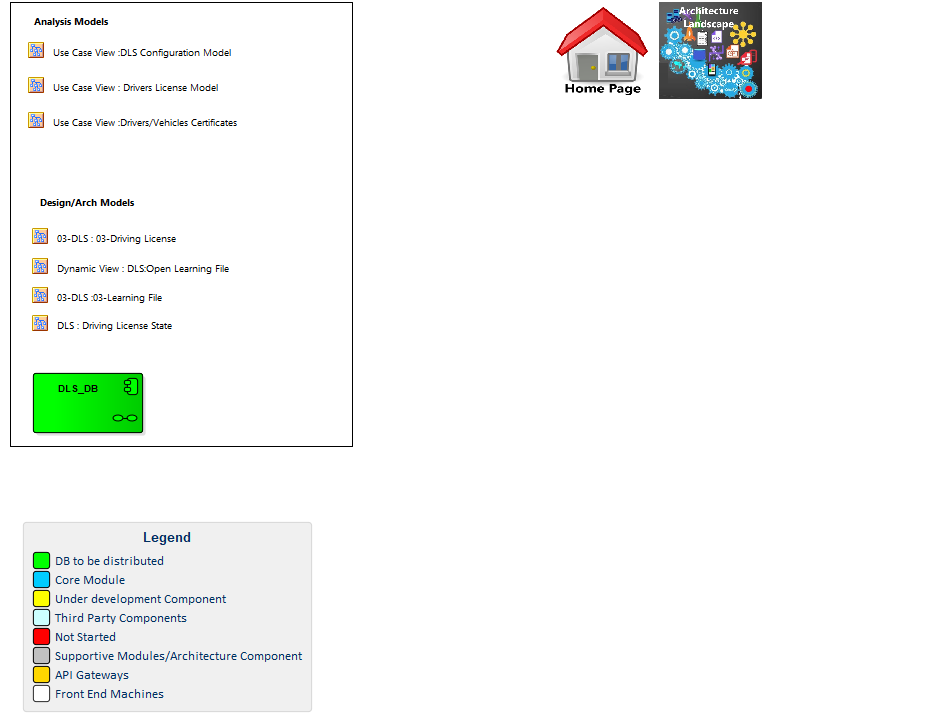 Analysis Models
Use Case View :DLS Configuration Model
Use Case View : Drivers License Model
Use Case View :Drivers/Vehicles Certificates
Design/Arch Models
03-DLS : 03-Driving License
Dynamic View : DLS:Open Learning File
03-DLS :03-Learning File
DLS : Driving License State
DLS_DB
Home Page
Architecture
Landscape
Legend
DB to be distributed
Core Module
Under development Component
Third Party Components
Not Started
Supportive Modules/Architecture Component
API Gateways
Front End Machines